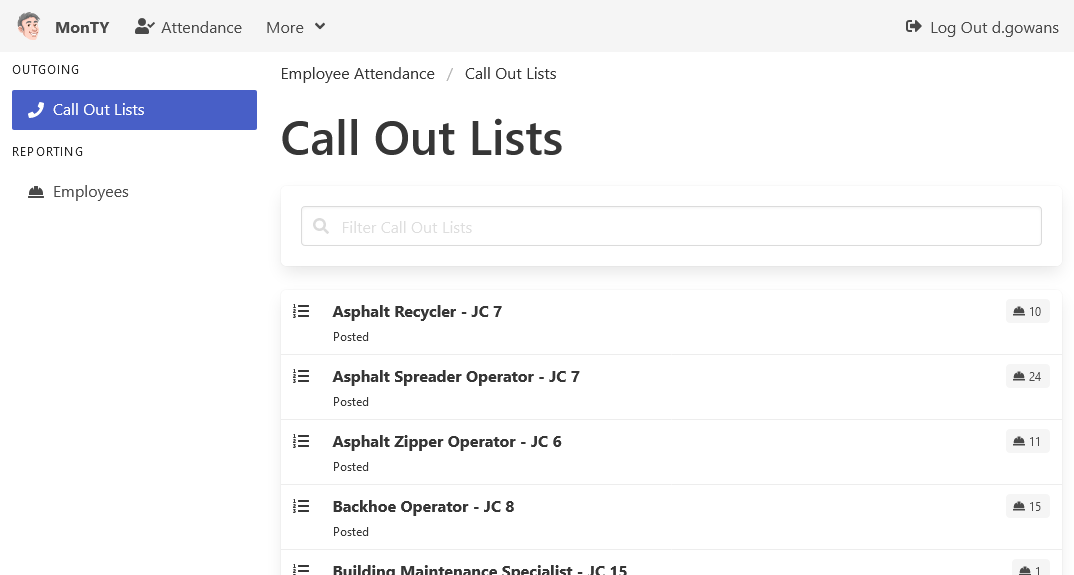 MonTY Attendance More Log Out d.gowans
OUTGOING
Call Out Lists
REPORTING
Employees
Employee Attendance / Call Out Lists
Call Out Lists
Filter Call Out Lists
Asphalt Recycler - JC 7 10
Posted
Asphalt Spreader Operator - JC 7 24
Posted
Asphalt Zipper Operator - JC 6 11
Posted
Backhoe Operator - JC 8 15
Posted
Building Maintenance Specialist - JC 15 1